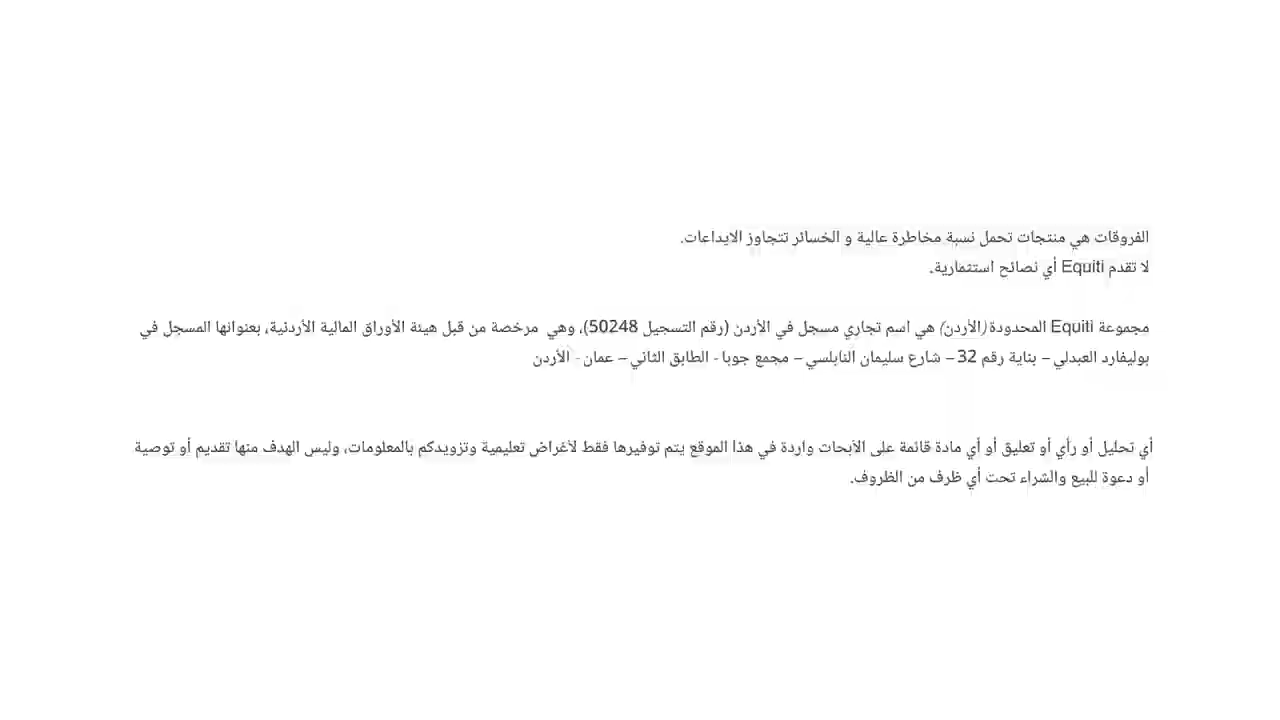 الفروقات هي منتجات تحمل نسبة مخاطرة عالية و الخسائر تتجاوز الايداعات.
لا تقدم Equiti أي نصائح استثمارية.
مجموعة Equiti المحدودة (الأردن) هي اسم تجاري مسجل في الأردن (رقم التسجيل 50248)، وهي مرخصة من قبل هيئة الأوراق المالية الأردنية، بعنوانها المسجل في
بوليفارد العبدلي – بناية رقم 32 – شارع سليمان النابلسي – مجمع جوبا - الطابق الثاني – عمان - الأردن
أي تحليل أو رأي أو تعليق أو أي مادة قائمة على الأبحاث واردة في هذا الموقع يتم توفيرها فقط لأغراض تعليمية وتزويدكم بالمعلومات، وليس الهدف منها تقديم أو توصية
أو دعوة للبيع والشراء تحت أي ظرف من الظروف.